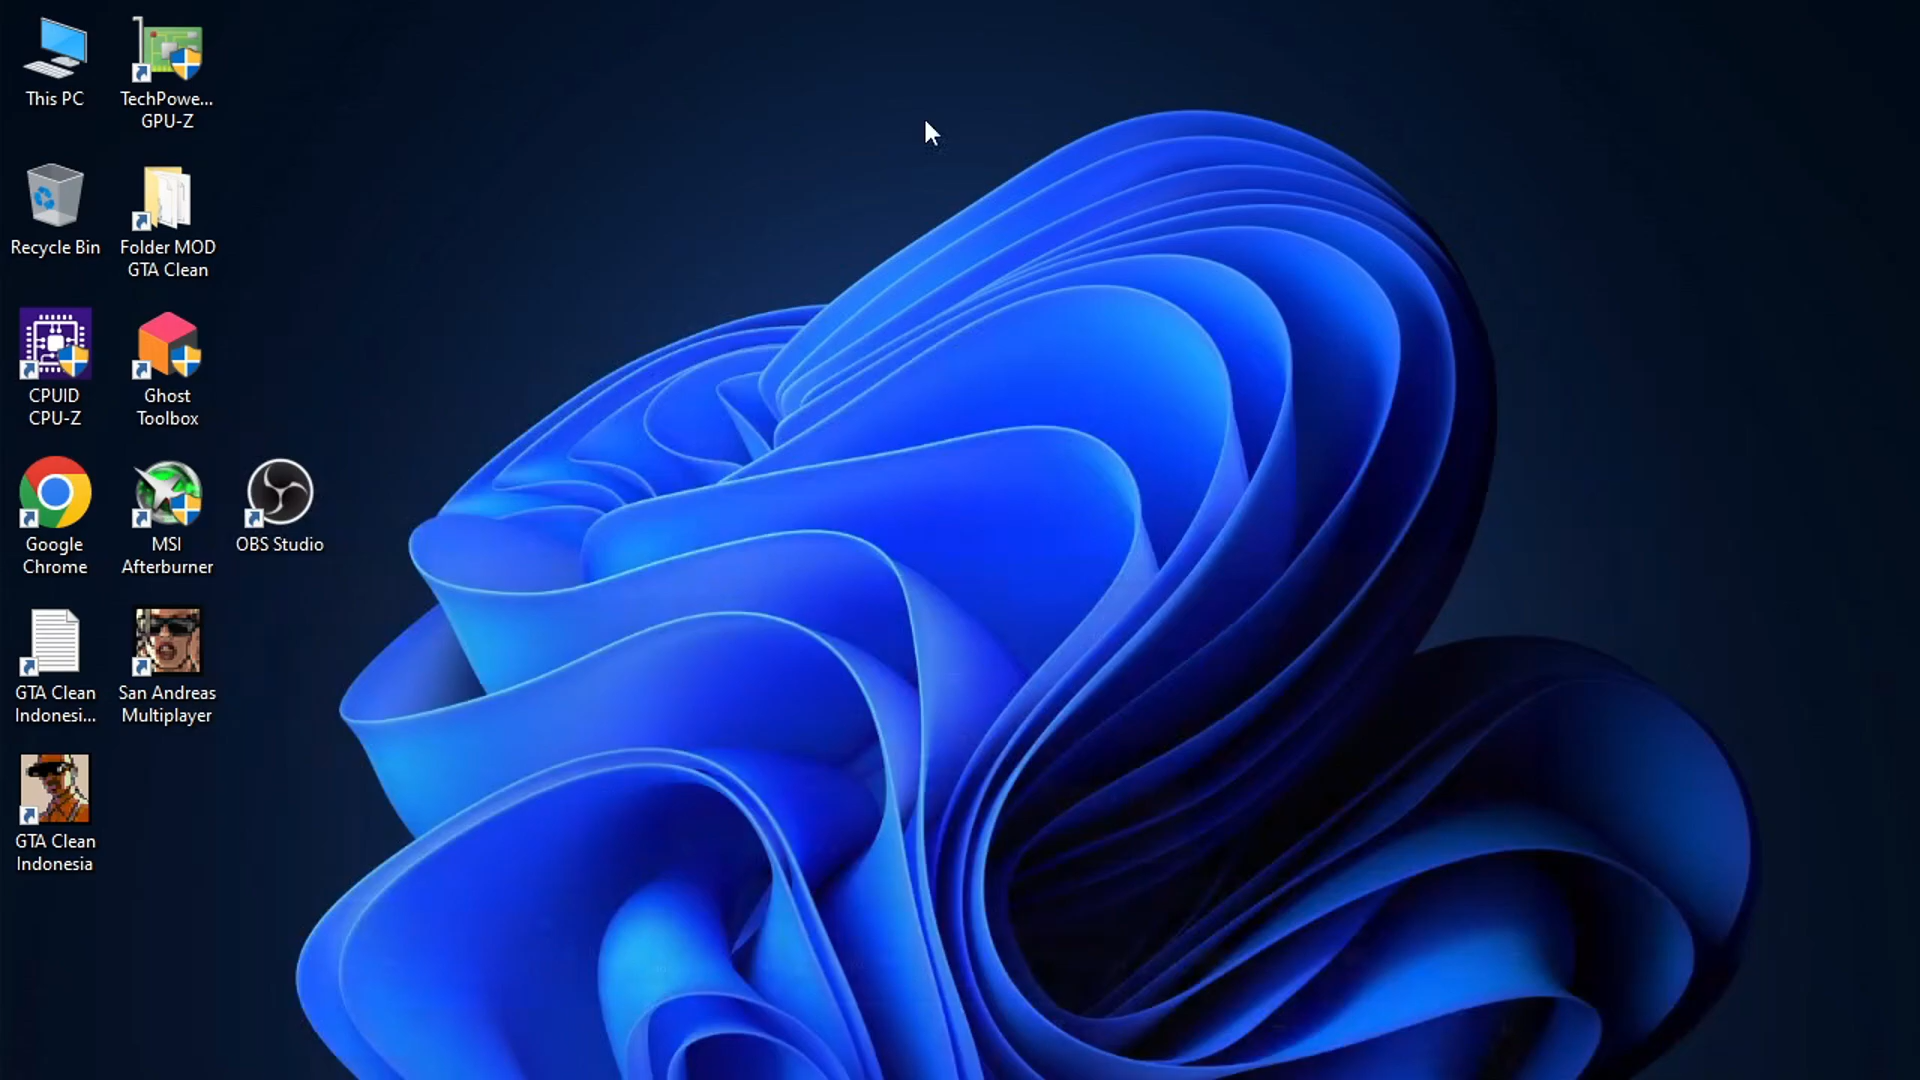 This PC
TechPowe...
GPU-Z
Recycle Bin
Folder MOD
GTA Clean
CPUID
CPU-Z
Ghost
Toolbox
Google
Chrome
MSI
Afterburner
OBS Studio
GTA Clean
Indonesi...
San Andreas
Multiplayer
GTA Clean
Indonesia